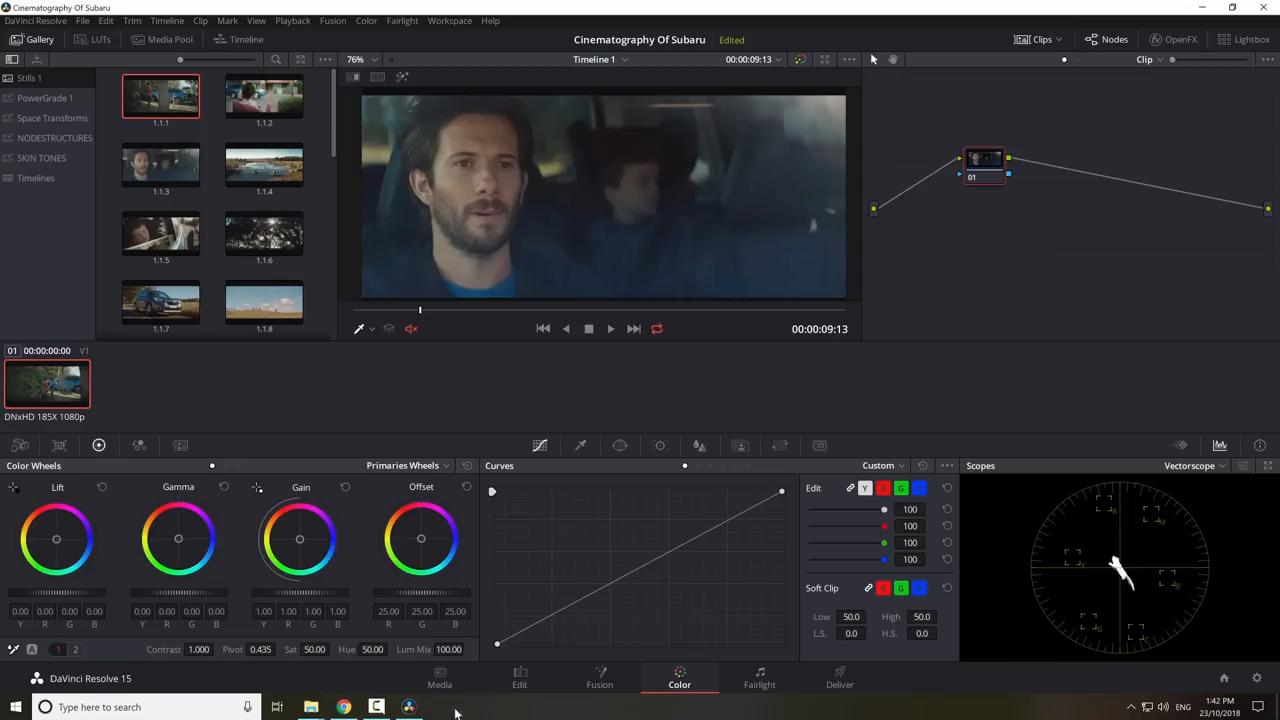 Cinematography Of Subaru
DaVinci Resolve File Edit Trim Timeline Clip Mark View Playback Fusion Color Fairlight Workspace Help
Gallery LUTs Media Pool Timeline Cinematography Of Subaru Edited Clips Nodes OpenFX Lightbox
76% Timeline 1 00:00:09:13 Clip
Stills 1
PowerGrade 1
Space Transforms
NODESTRUCTURES
SKIN TONES
Timelines
1.1.1 1.1.2
1.1.3 1.1.4
1.1.5 1.1.6
1.1.7 1.1.8
01
00:00:09:13
01 00:00:00:00 V1
DNxHD 185X 1080p
Color Wheels Primaries Wheels Curves Custom Scopes Vectorscope
Lift Gamma Gain Offset
0.00 0.00 0.00 0.00 0.00 0.00 0.00 0.00 1.00 1.00 1.00 1.00 25.00 25.00 25.00
Y R G B Y R G B Y R G B R G B
A 1 2 Contrast 1.000 Pivot 0.435 Sat 50.00 Hue 50.00 Lum Mix 100.00
Edit Y R G B
100
100
100
100
Soft Clip R G B
Low 50.0 High 50.0
L.S. 0.0 H.S. 0.0
R M Y B G C
DaVinci Resolve 15 Media Edit Fusion Color Fairlight Deliver
Type here to search
ENG 1:42 PM
23/10/2018